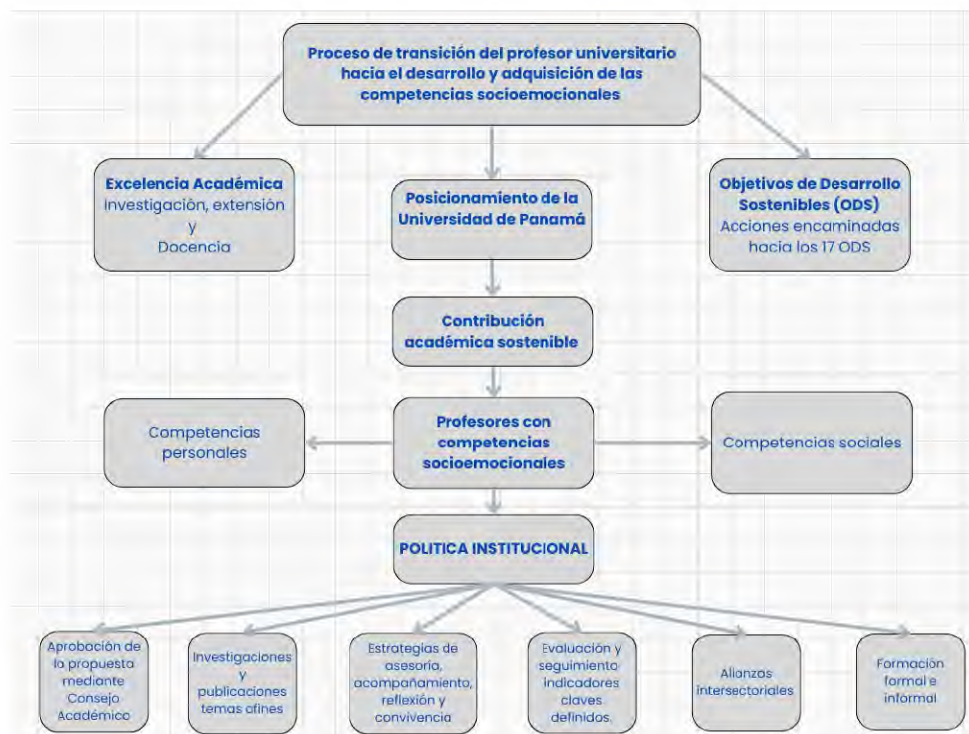 Proceso de transición del profesor universitario
hacia el desarrollo y adquisición de las
competencias socioemocionales
Excelencia Académica
Investigación, extensión
y
Docencia
Posicionamiento de la
Universidad de Panamá
Objetivos de Desarrollo
Sostenibles (ODS)
Acciones encaminadas
hacia los 17 ODS
Contribución
académica sostenible
Competencias
personales
Profesores con
competencias
socioemocionales
Competencias sociales
POLITICA INSTITUCIONAL
Aprobación de
la propuesta
mediante
Consejo
Académico
Investigaciones
y
publicaciones
temas afines
Estrategias de
asesoría,
acompañamiento,
reflexión y
convivencia
Evaluación y
seguimiento
indicadores
claves
definidos.
Alianzas
intersectoriales
Formación
formal e
informal